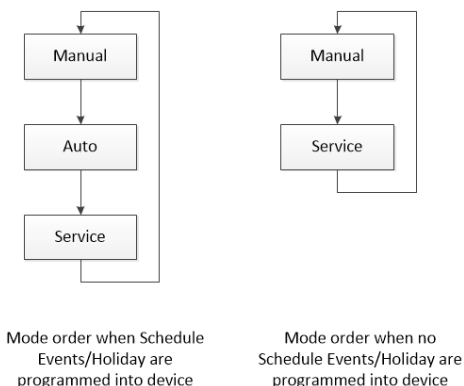 Manual
Auto
Service
Mode order when Schedule
Events/Holiday are
programmed into device
Manual
Service
Mode order when no
Schedule Events/Holiday are
programmed into device